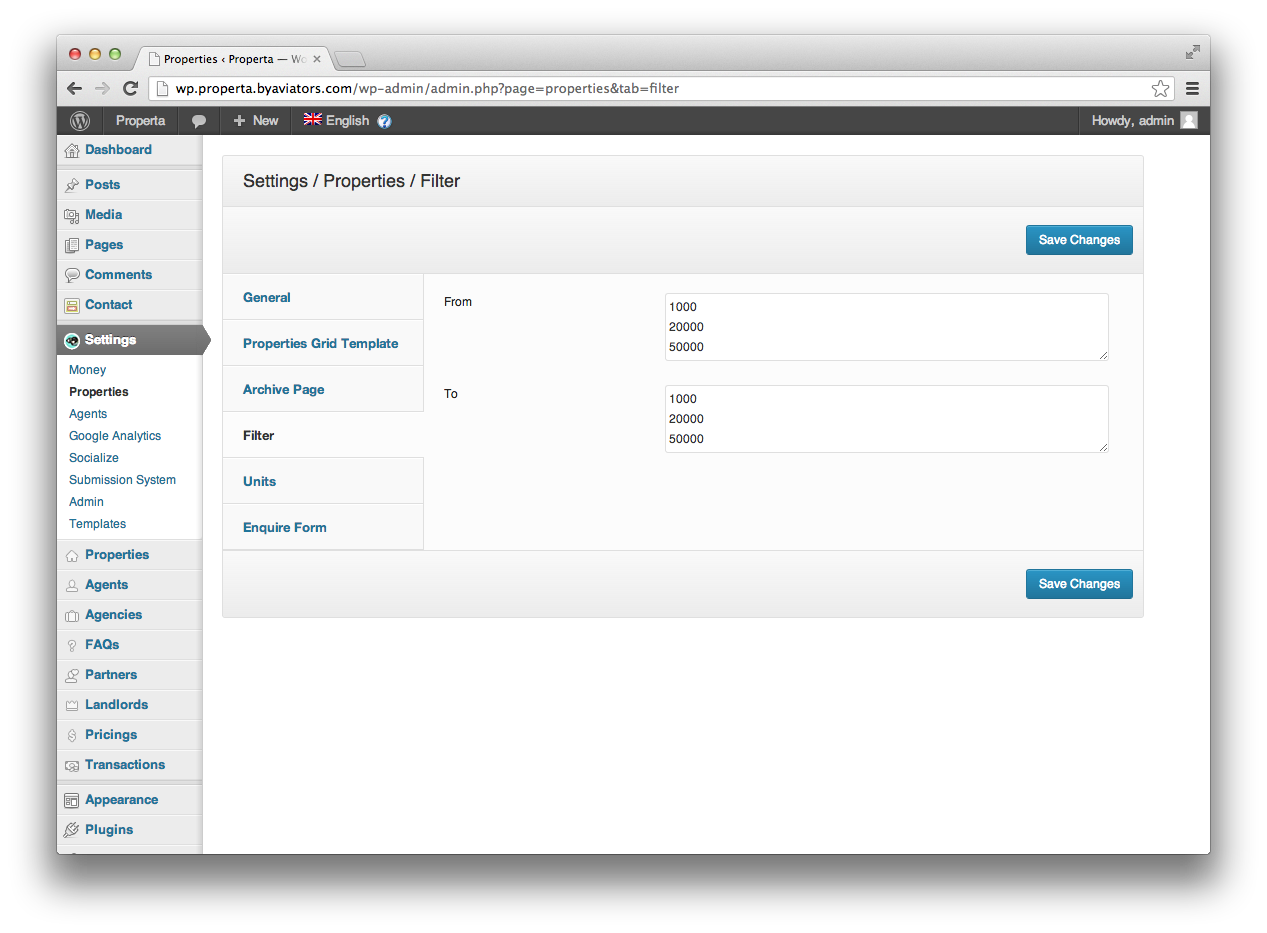 Properties ‹ Properta — Wo
wp.properta.byaviators.com/wp-admin/admin.php?page=properties&tab=filter
Properta
New
English
?
Howdy, admin
Dashboard
Posts
Media
Pages
Comments
Contact
Settings
Money
Properties
Agents
Google Analytics
Socialize
Submission System
Admin
Templates
Properties
Agents
Agencies
FAQs
Partners
Landlords
Pricings
Transactions
Appearance
Plugins
Settings / Properties / Filter
Save Changes
General
Properties Grid Template
Archive Page
Filter
Units
Enquire Form
From
1000
20000
50000
To
1000
20000
50000
Save Changes